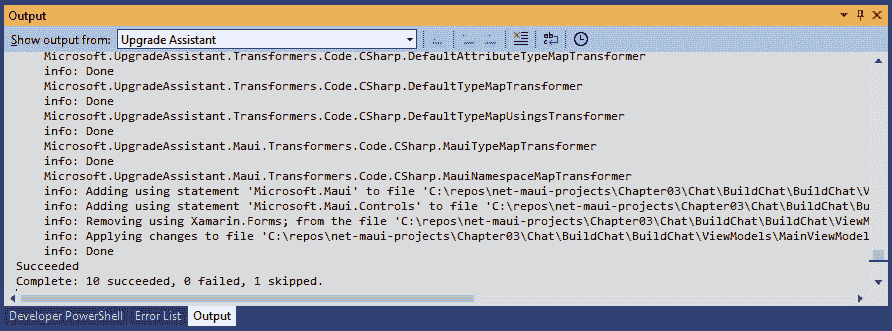 Output
Show output from: Upgrade Assistant
Microsoft.UpgradeAssistant.Transformers.Code.CSharp.DefaultAttributeTypeMapTransformer
info: Done
Microsoft.UpgradeAssistant.Transformers.Code.CSharp.DefaultTypeMapTransformer
info: Done
Microsoft.UpgradeAssistant.Transformers.Code.CSharp.DefaultTypeMapUsingsTransformer
info: Done
Microsoft.UpgradeAssistant.Maui.Transformers.Code.CSharp.MauiTypeMapTransformer
info: Done
Microsoft.UpgradeAssistant.Maui.Transformers.Code.CSharp.MauiNamespaceMapTransformer
info: Adding using statement 'Microsoft.Maui' to file 'C:\repos\net-maui-projects\Chapter03\Chat\BuildChat\BuildChat\V
info: Adding using statement 'Microsoft.Maui.Controls' to file 'C:\repos\net-maui-projects\Chapter03\Chat\BuildChat\Bu
info: Removing using Xamarin.Forms; from the file 'C:\repos\net-maui-projects\Chapter03\Chat\BuildChat\BuildChat\ViewM
info: Applying changes to file 'C:\repos\net-maui-projects\Chapter03\Chat\BuildChat\BuildChat\ViewModels\MainViewModel
info: Done
Succeeded
Complete: 10 succeeded, 0 failed, 1 skipped.
Developer PowerShell Error List Output